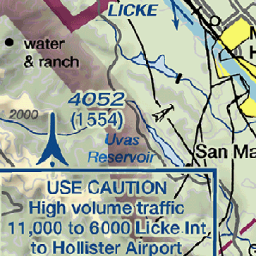 LICKE
water
& ranch
2000
4052
(1554)
Uvas
Reservoir
San Ma
USE CAUTION
High volume traffic
11,000 to 6000 Licke Int.
to Hollister Airport